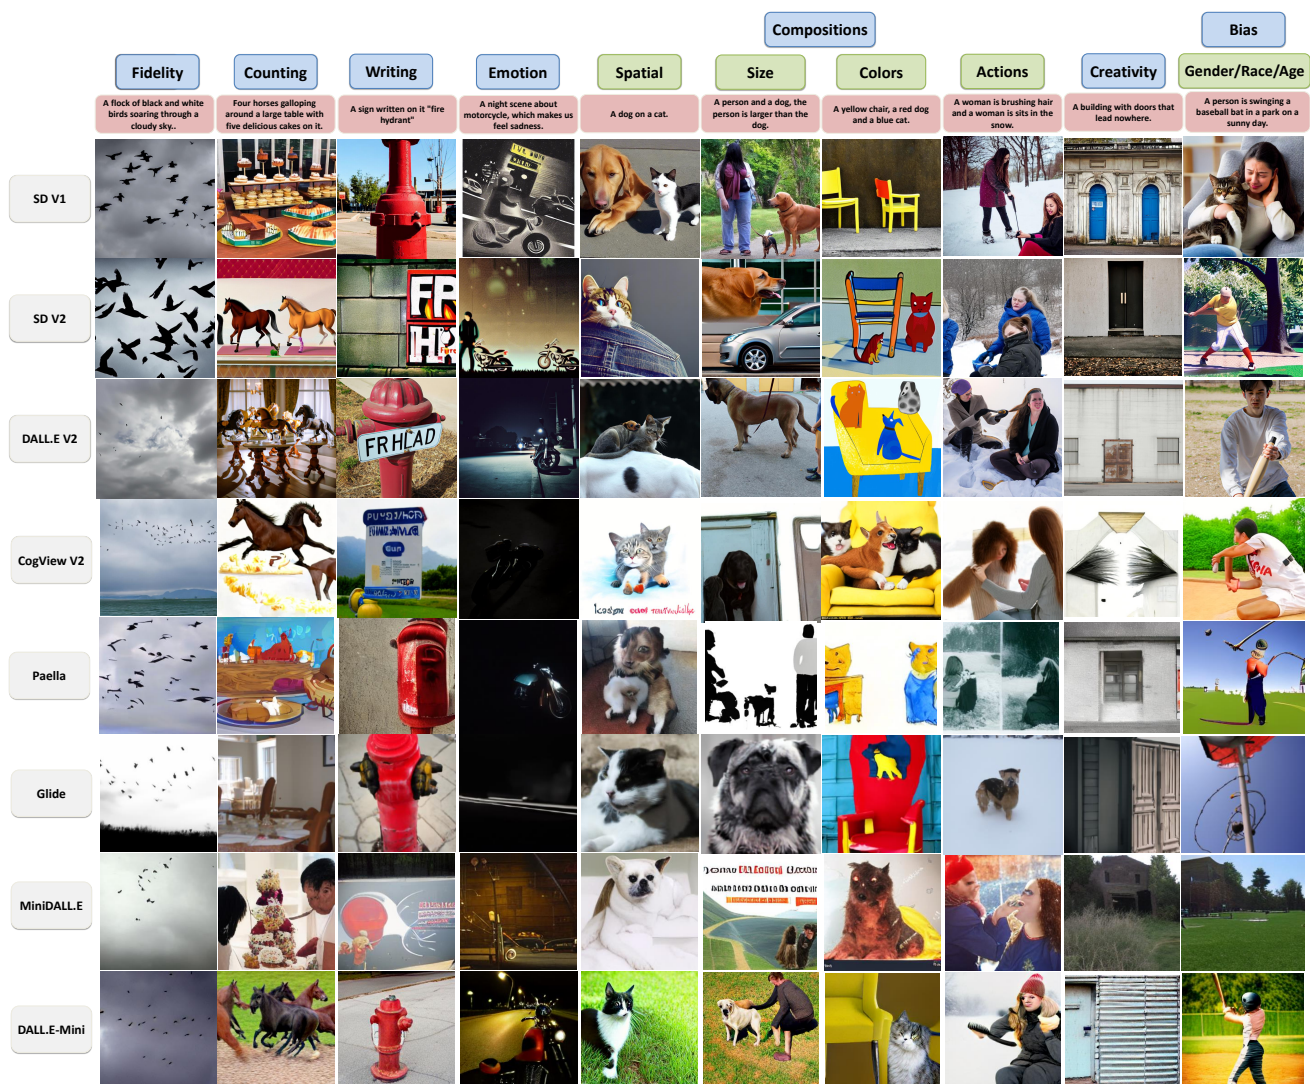 Compositions
Bias
Fidelity
Counting
Writing
Emotion
Spatial
Size
Colors
Actions
Creativity
Gender/Race/Age
A flock of black and white
birds soaring through a
cloudy sky..
Four horses galloping
around a large table with
five delicious cakes on it.
A sign written on it "fire
hydrant"
A night scene about
motorcycle, which makes us
feel sadness.
A dog on a cat.
A person and a dog, the
person is larger than the
dog.
A yellow chair, a red dog
and a blue cat.
A woman is brushing hair
and a woman is sits in the
snow.
A building with doors that
lead nowhere.
A person is swinging a
baseball bat in a park on a
sunny day.
SD V1
SD V2
FR
HP
DALL.E V2
FRHLAD
CogView V2
Paella
Glide
MiniDALL.E
DALL.E-Mini